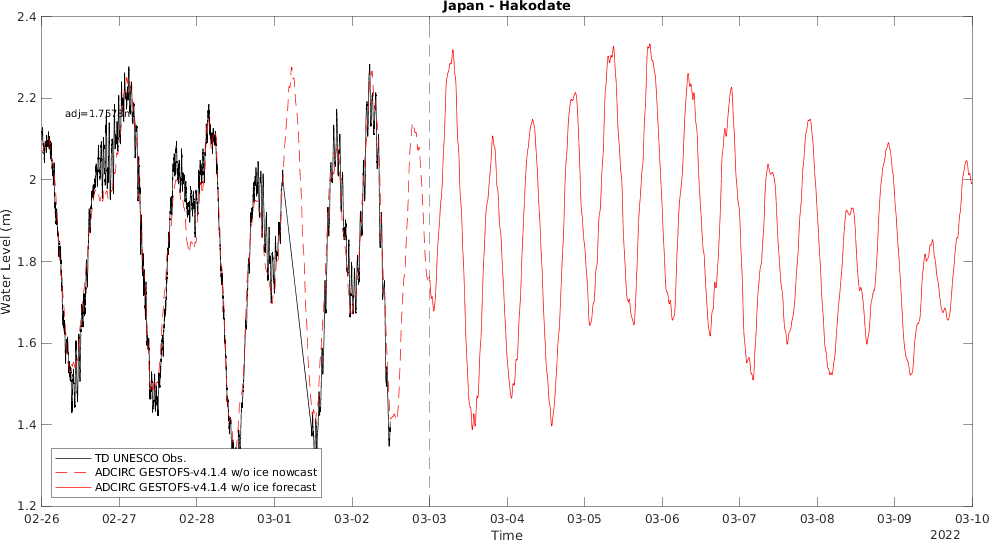 Japan - Hakodate
2.4
2.2
2
1.8
1.6
1.4
1.2
Water Level (m)
TD UNESCO Obs.
ADCIRC GESTOFS-v4.1.4 w/o ice nowcast
ADCIRC GESTOFS-v4.1.4 w/o ice forecast
02-26 02-27 02-28 03-01 03-02 03-03 03-04 03-05 03-06 03-07 03-08 03-09 03-10
Time
2022